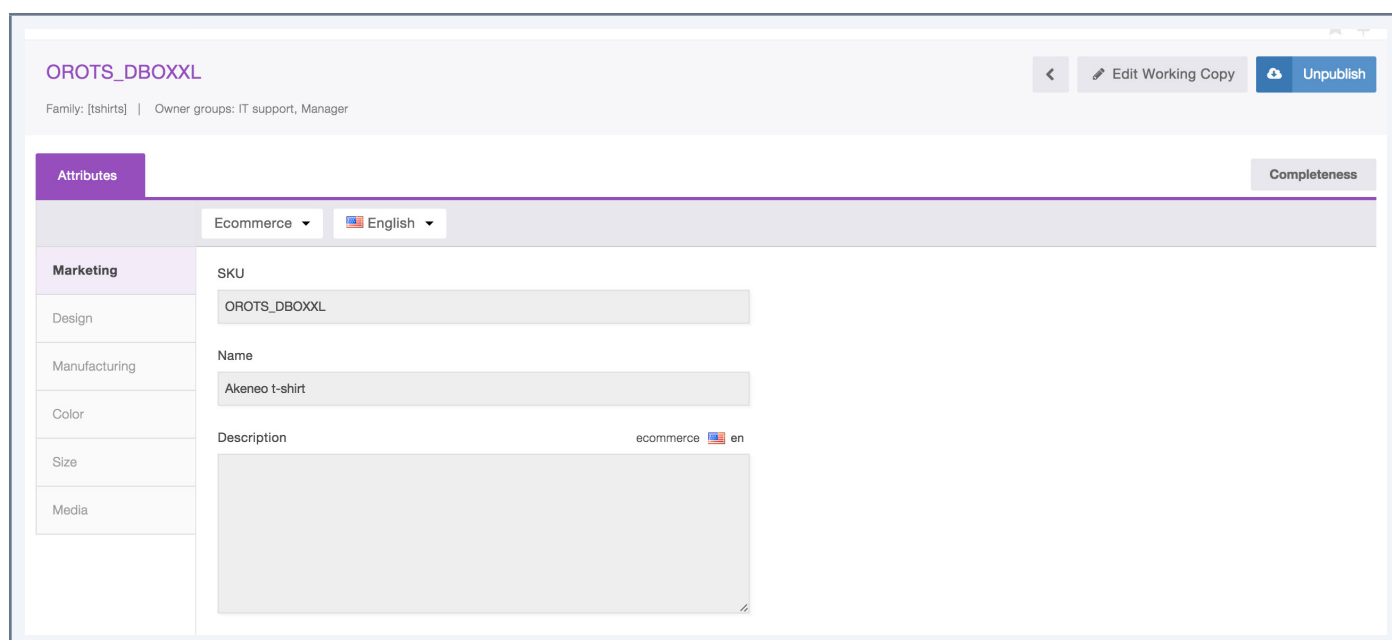 OROTS_DBOXXL
Edit Working Copy
Unpublish
Family: [tshirts] | Owner groups: IT support, Manager
Attributes
Completeness
Ecommerce
English
Marketing
Design
Manufacturing
Color
Size
Media
SKU
OROTS_DBOXXL
Name
Akeneo t-shirt
Description
ecommerce en